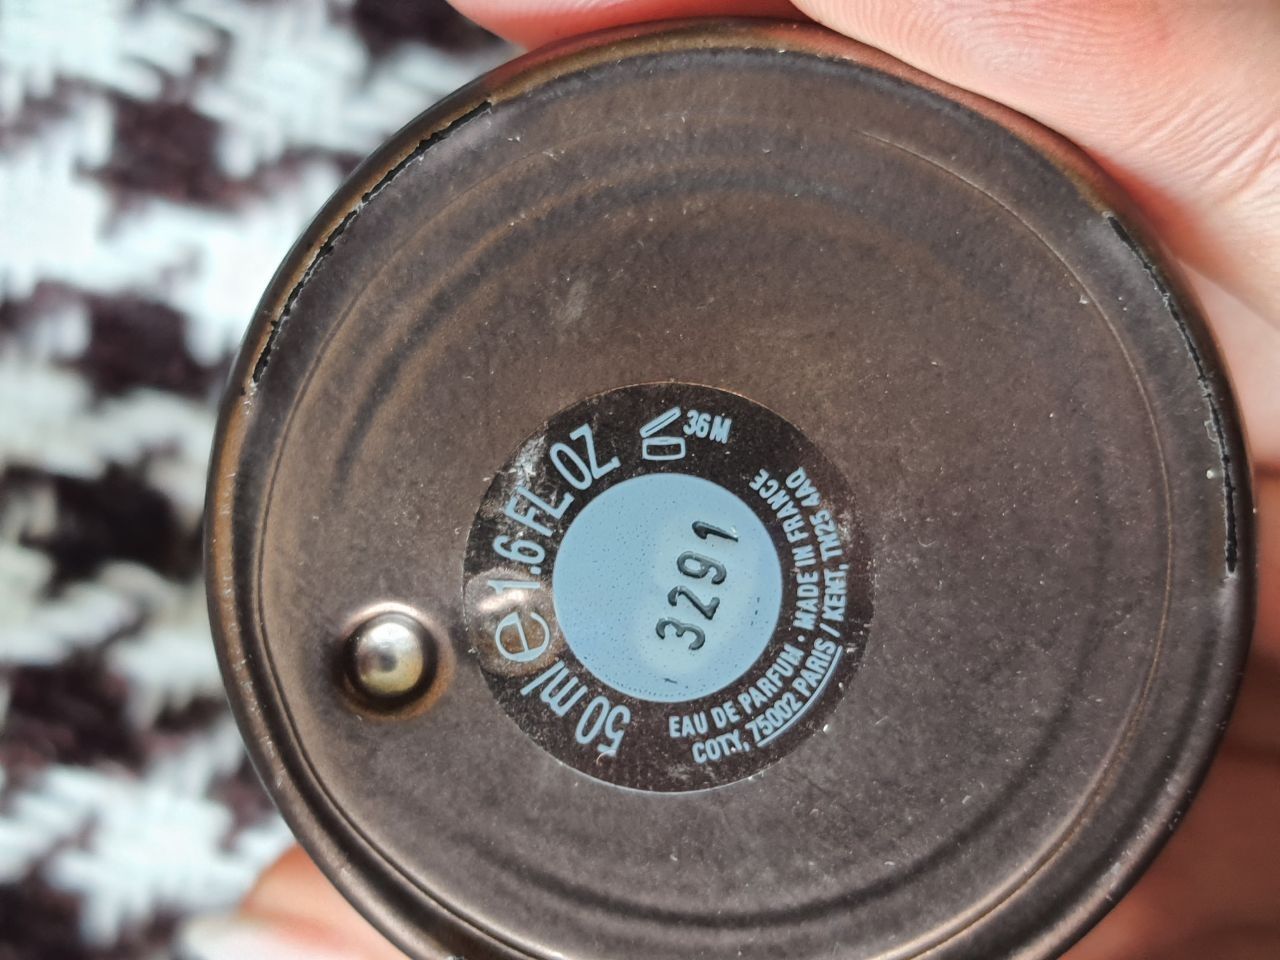 50 ml e 1.6 FL OZ
36 M
3291
EAU DE PARFUM · MADE IN FRANCE
COTY, 75002 PARIS / KENT, TN25 4AQ